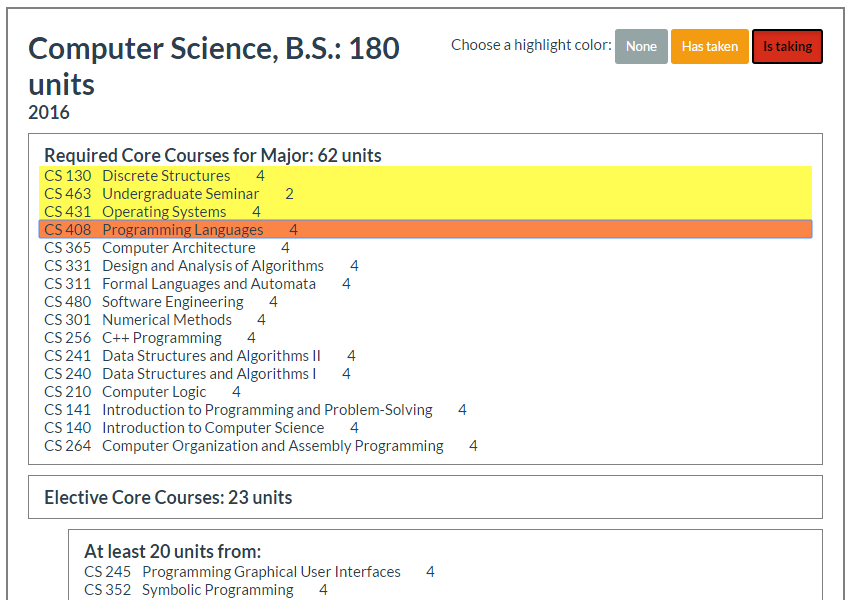 Computer Science, B.S.: 180
units
2016
Choose a highlight color: None Has taken Is taking
Required Core Courses for Major: 62 units
CS 130 Discrete Structures 4
CS 463 Undergraduate Seminar 2
CS 431 Operating Systems 4
CS 408 Programming Languages 4
CS 365 Computer Architecture 4
CS 331 Design and Analysis of Algorithms 4
CS 311 Formal Languages and Automata 4
CS 480 Software Engineering 4
CS 301 Numerical Methods 4
CS 256 C++ Programming 4
CS 241 Data Structures and Algorithms II 4
CS 240 Data Structures and Algorithms I 4
CS 210 Computer Logic 4
CS 141 Introduction to Programming and Problem-Solving 4
CS 140 Introduction to Computer Science 4
CS 264 Computer Organization and Assembly Programming 4
Elective Core Courses: 23 units
At least 20 units from:
CS 245 Programming Graphical User Interfaces 4
CS 352 Symbolic Programming 4